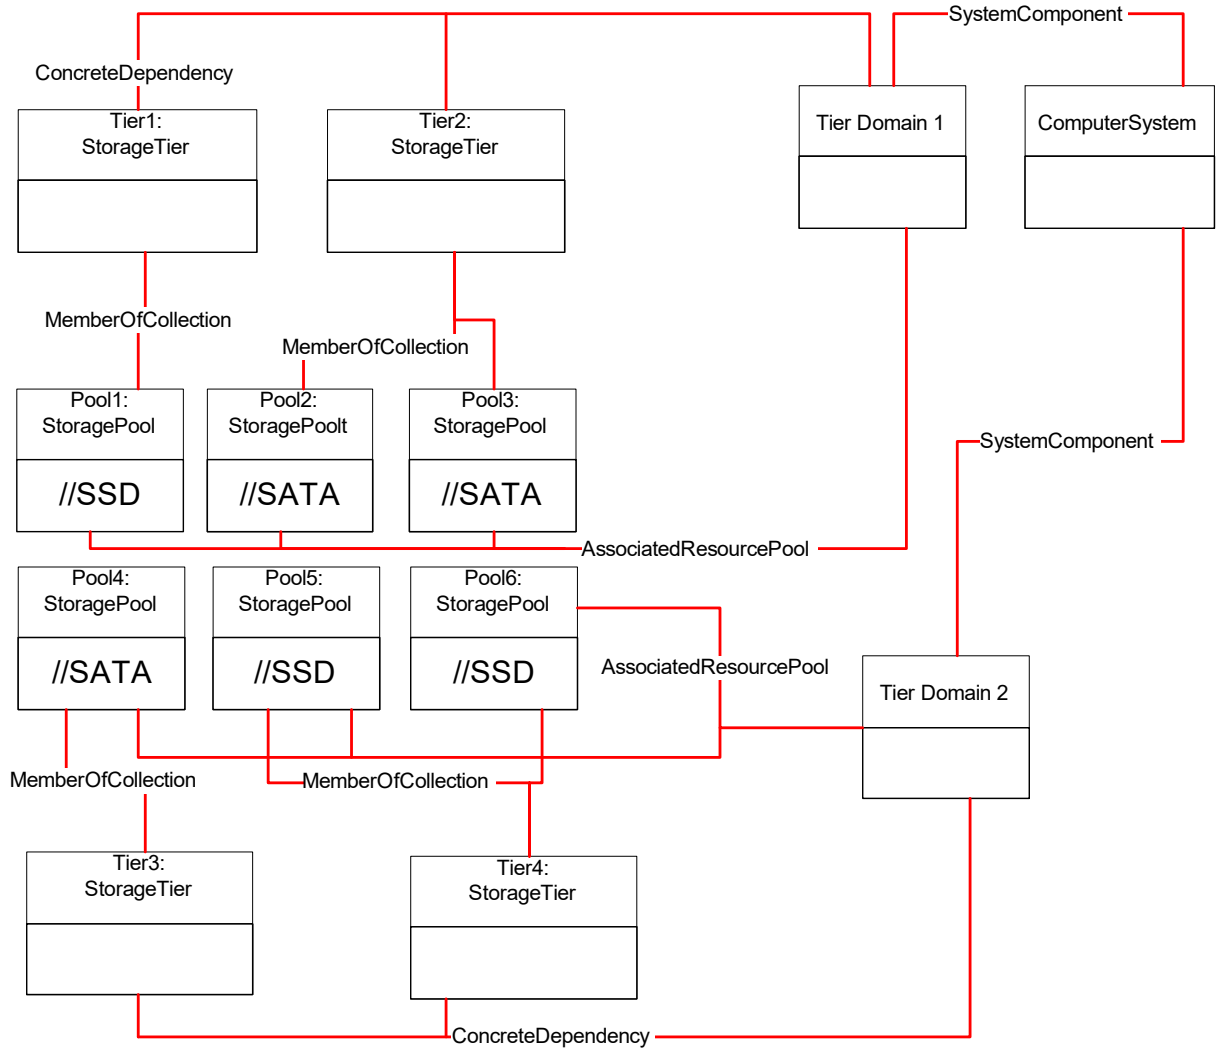 SystemComponent
ConcreteDependency
Tier1:
StorageTier
Tier2:
StorageTier
Tier Domain 1
ComputerSystem
MemberOfCollection
MemberOfCollection
Pool1:
StoragePool
//SSD
Pool2:
StoragePoolt
//SATA
Pool3:
StoragePool
//SATA
SystemComponent
AssociatedResourcePool
Pool4:
StoragePool
//SATA
Pool5:
StoragePool
//SSD
Pool6:
StoragePool
//SSD
AssociatedResourcePool
Tier Domain 2
MemberOfCollection
MemberOfCollection
Tier3:
StorageTier
Tier4:
StorageTier
ConcreteDependency